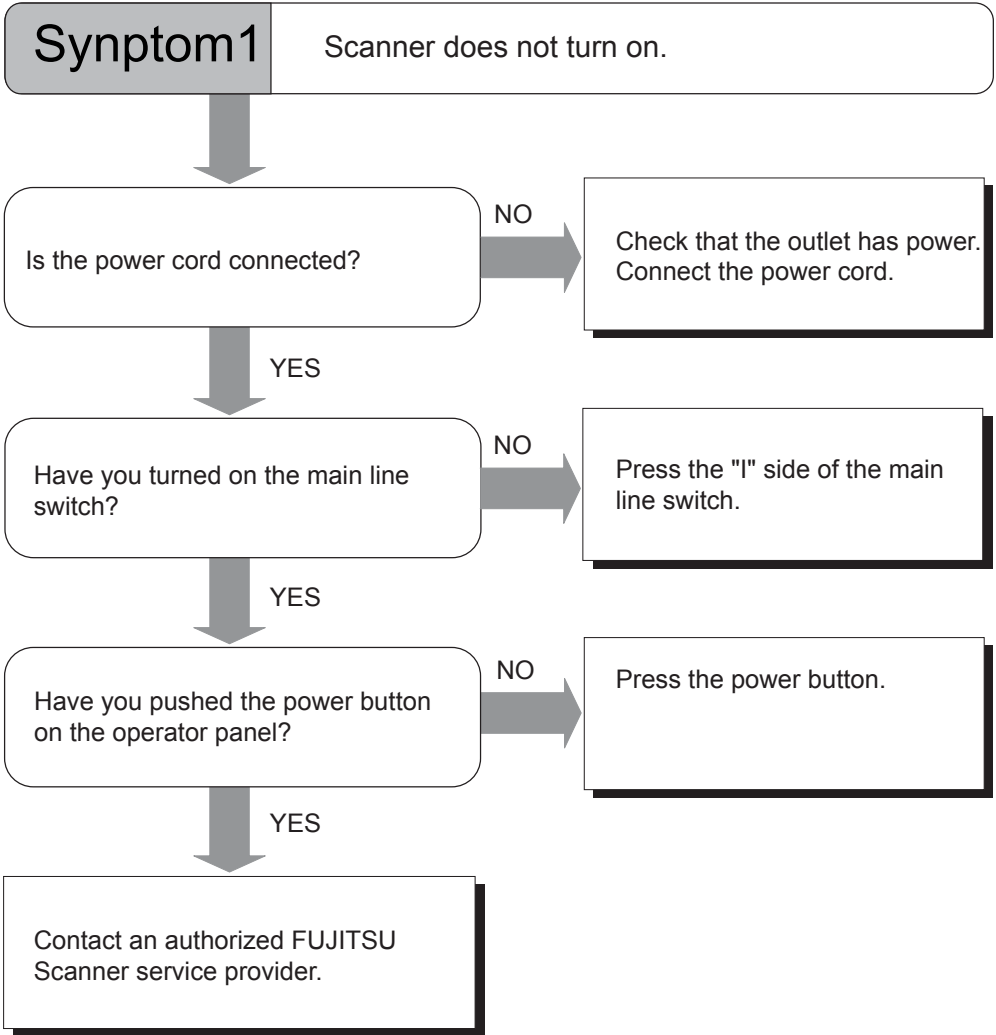 Synptom1
Scanner does not turn on.
Is the power cord connected?
NO
Check that the outlet has power.
Connect the power cord.
YES
Have you turned on the main line
switch?
NO
Press the "I" side of the main
line switch.
YES
Have you pushed the power button
on the operator panel?
NO
Press the power button.
YES
Contact an authorized FUJITSU
Scanner service provider.